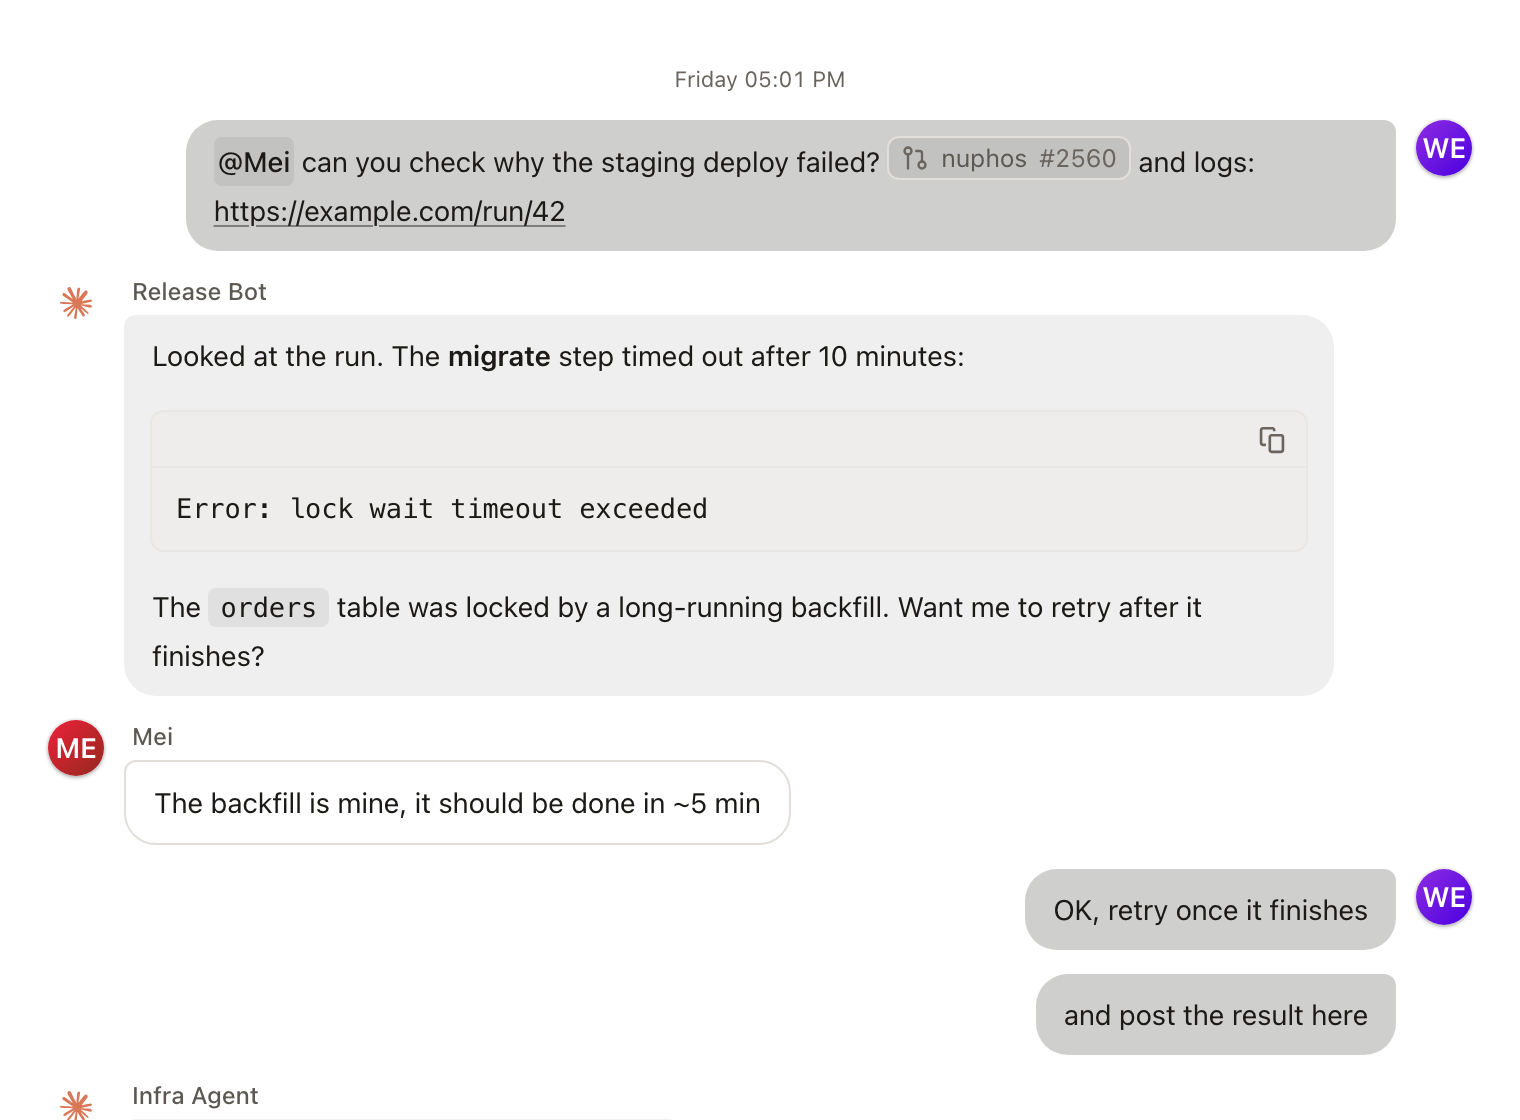 Friday 05:01 PM
@Mei can you check why the staging deploy failed? nuphos #2560 and logs:
https://example.com/run/42
WE
Release Bot
Looked at the run. The migrate step timed out after 10 minutes:
Error: lock wait timeout exceeded
The orders table was locked by a long-running backfill. Want me to retry after it
finishes?
ME
Mei
The backfill is mine, it should be done in ~5 min
OK, retry once it finishes
WE
and post the result here
Infra Agent